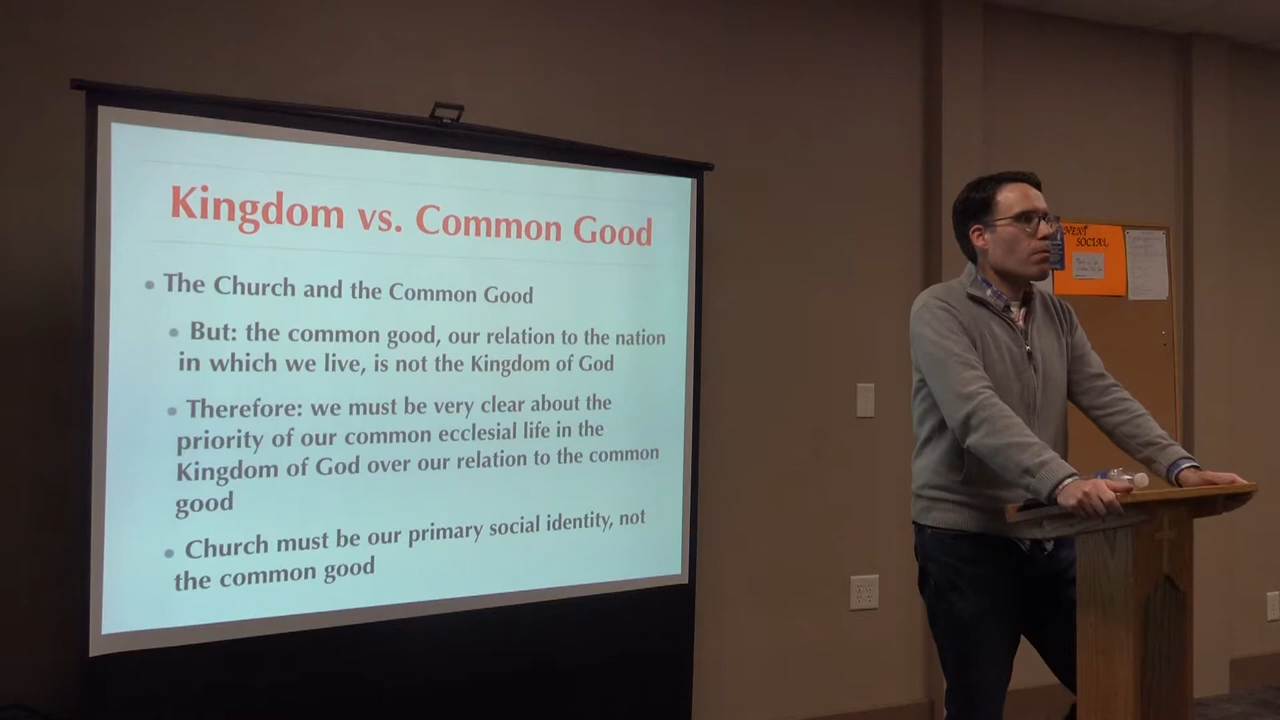 Kingdom vs. Common Good
The Church and the Common Good
But: the common good, our relation to the nation
in which we live, is not the Kingdom of God
Therefore: we must be very clear about the
priority of our common ecclesial life in the
Kingdom of God over our relation to the common
good
Church must be our primary social identity, not
the common good
NEXT
SOCIAL